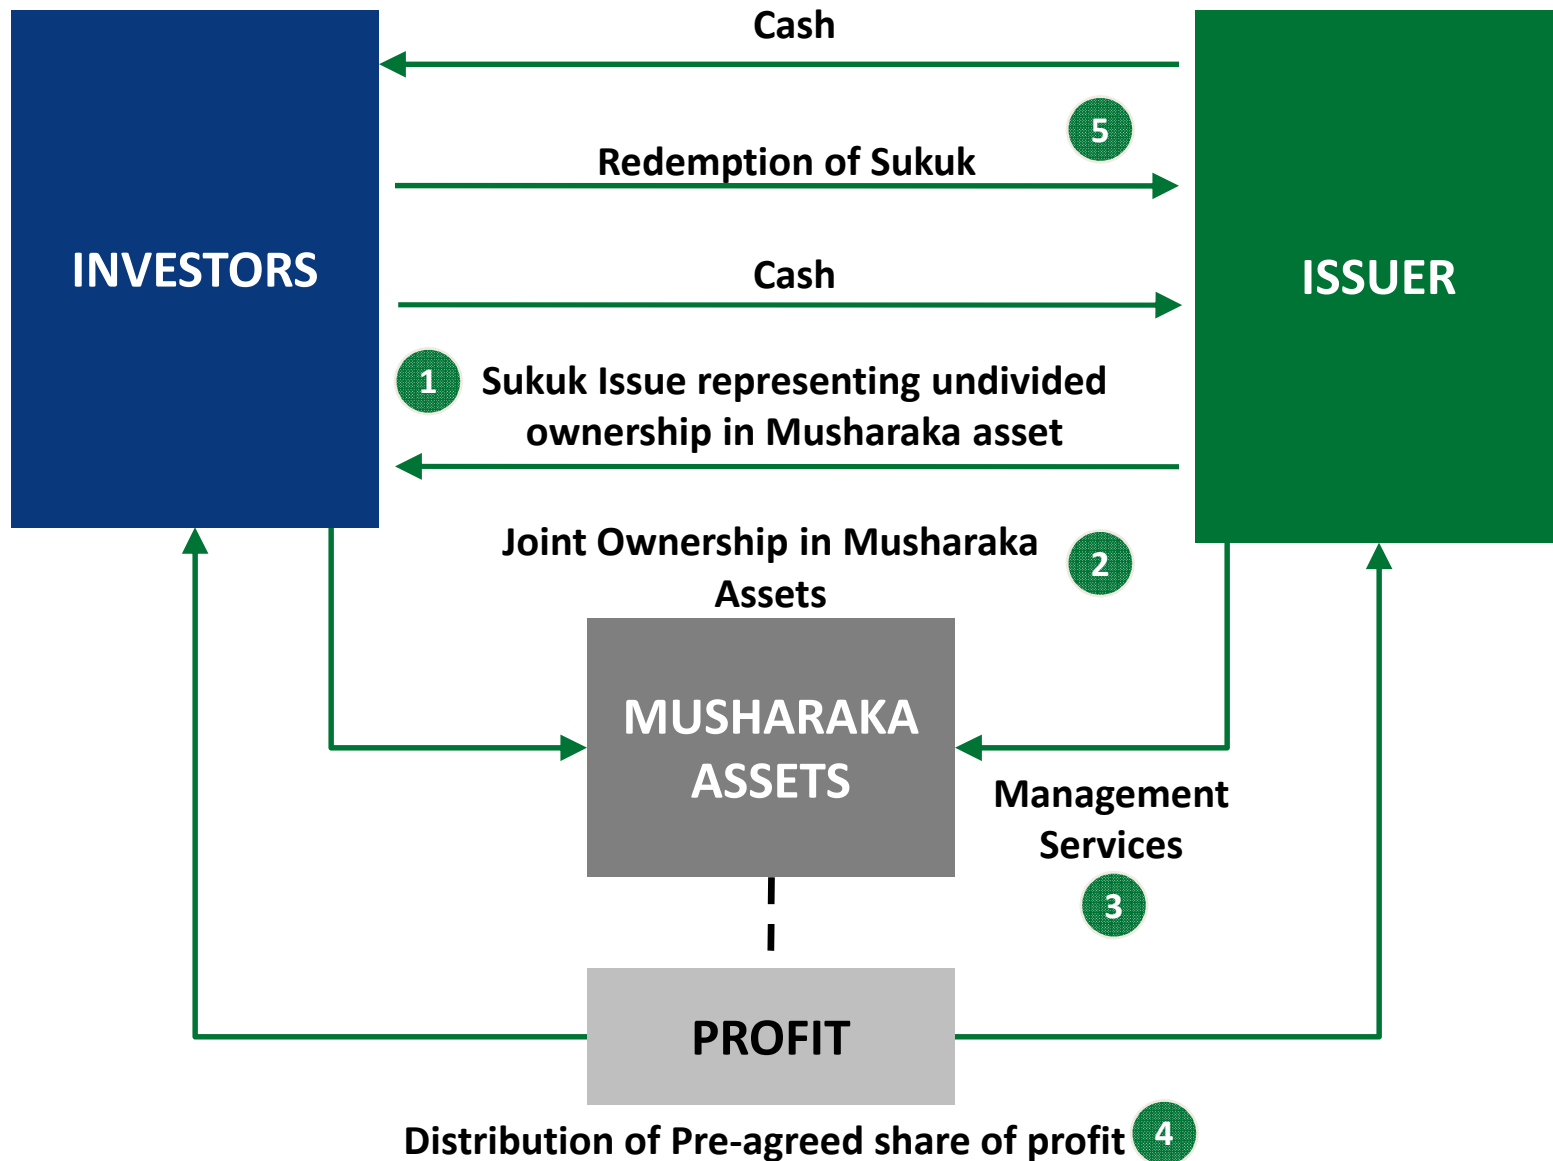 Cash
5
Redemption of Sukuk
INVESTORS
ISSUER
Cash
1
Sukuk Issue representing undivided
ownership in Musharaka asset
Joint Ownership in Musharaka
Assets
2
MUSHARAKA
ASSETS
Management
Services
3
PROFIT
Distribution of Pre-agreed share of profit
4